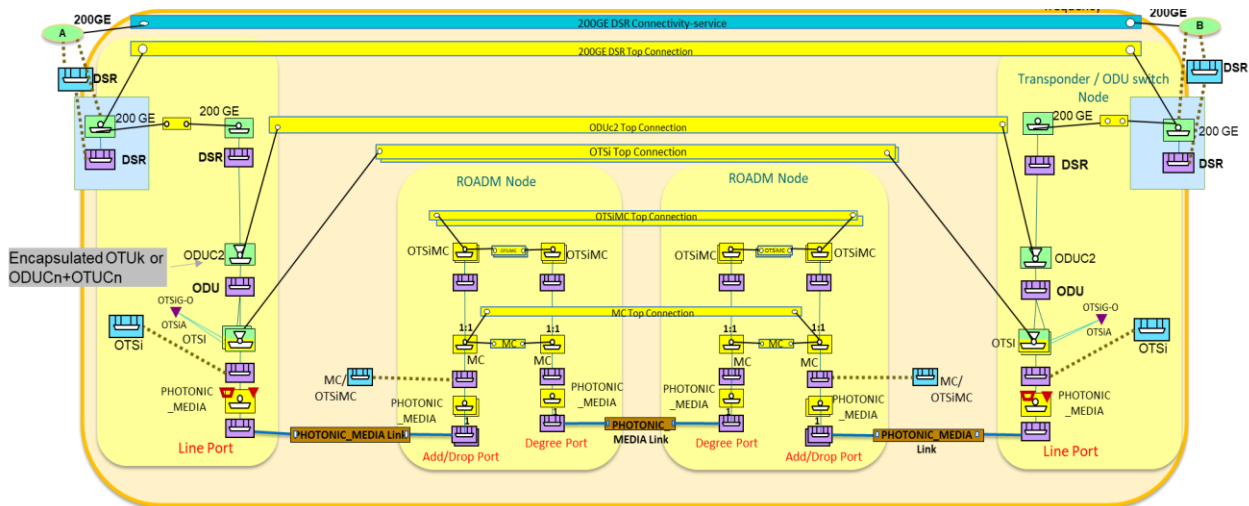 200GE
200GE DSR Connectivity-service
200GE
A
B
200GE DSR Top Connection
DSR
DSR
Transponder / ODU switch
Node
200 GE
200 GE
200 GE
200 GE
ODUc2 Top Connection
DSR
DSR
DSR
DSR
OTSi Top Connection
ROADM Node
ROADM Node
OTSiMC Top Connection
Encapsulated OTUk or
ODUCn+OTUCn
ODUC2
OTSiMC
OTSiMC
OTSiMC
OTSiMC
OTSiMC
OTSiMC
ODUC2
ODU
ODU
OTSiG-O
OTSiA
OTSiG-O
OTSiA
MC Top Connection
OTSi
OTSI
1:1
1:1
1:1
1:1
OTSI
OTSi
MC
MC
MC
MC
MC
MC
MC/
OTSiMC
MC/
OTSiMC
PHOTONIC
_MEDIA
PHOTONIC
_MEDIA
PHOTONIC
_MEDIA
PHOTONIC
_MEDIA
PHOTONIC
_MEDIA
PHOTONIC
_MEDIA
1
1
1
1
PHOTONIC_MEDIA Link
PHOTONIC_
MEDIA Link
PHOTONIC_MEDIA
Link
Line Port
Add/Drop Port
Degree Port
Degree Port
Add/Drop Port
Line Port